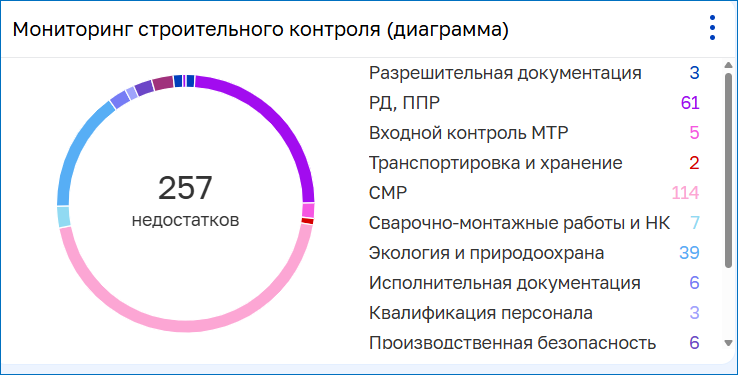 Мониторинг строительного контроля (диаграмма)
257
недостатков
Разрешительная документация 3
РД, ППР 61
Входной контроль МТР 5
Транспортировка и хранение 2
СМР 114
Сварочно-монтажные работы и НК 7
Экология и природоохрана 39
Исполнительная документация 6
Квалификация персонала 3
Производственная безопасность 6